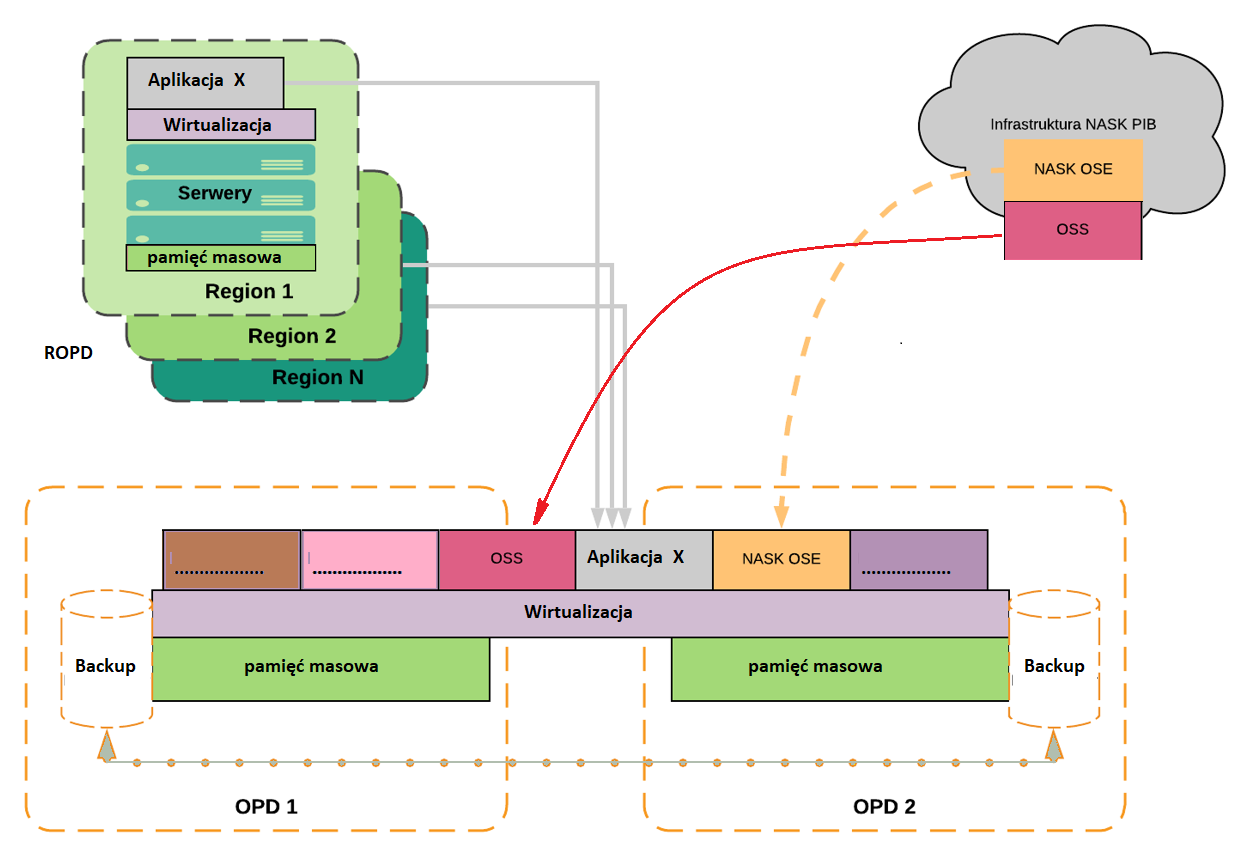 Aplikacja X
Wirtualizacja
Serwery
pamięć masowa
Region 1
Region 2
Region N
ROPD
Infrastruktura NASK PIB
NASK OSE
OSS
..................
..................
OSS
Aplikacja X
NASK OSE
..................
Wirtualizacja
Backup
pamięć masowa
pamięć masowa
Backup
OPD 1
OPD 2